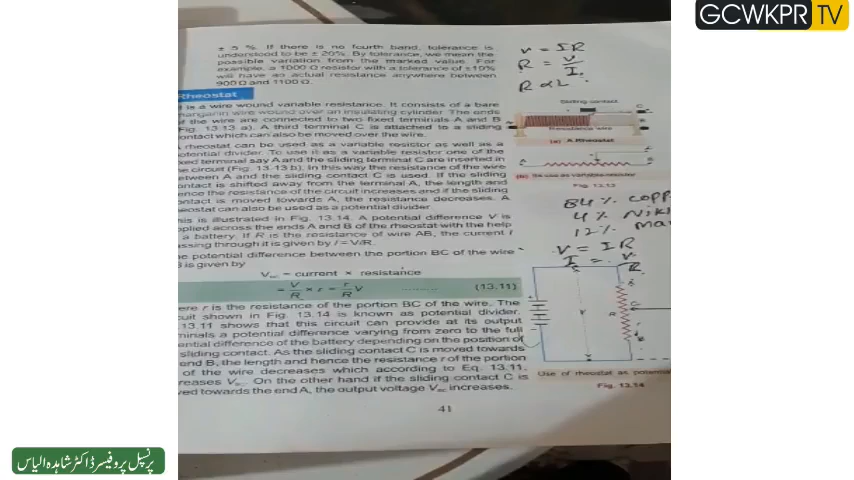 GCWKPR TV
± 5 %. If there is no fourth band, tolerance is
understood to be ± 20%. By tolerance, we mean the
possible variation from the marked value. For
example, a 1000 Ω resistor with a tolerance of ±10%
will have an actual resistance anywhere between
900 Ω and 1100 Ω.
Rheostat
is a wire wound variable resistance. It consists of a bare
manganin wire wound over an insulating cylinder. The ends
of the wire are connected to two fixed terminals A and B
(Fig. 13.13 a). A third terminal C is attached to a sliding
contact which can also be moved over the wire.
rheostat can be used as a variable resistor as well as a
potential divider. To use it as a variable resistor one of the
fixed terminal say A and the sliding terminal C are inserted in
the circuit (Fig. 13.13 b). In this way the resistance of the wire
between A and the sliding contact C is used. If the sliding
contact is shifted away from the terminal A, the length and
hence the resistance of the circuit increases and if the sliding
contact is moved towards A, the resistance decreases. A
rheostat can also be used as a potential divider.
This is illustrated in Fig. 13.14. A potential difference V is
applied across the ends A and B of the rheostat with the help
a battery. If R is the resistance of wire AB, the current I
passing through it is given by I = V/R.
The potential difference between the portion BC of the wire
is given by
= current × resistance
= V/R × r = r/R V ......... (13.11)
where r is the resistance of the portion BC of the wire. The
circuit shown in Fig. 13.14 is known as potential divider.
13.11 shows that this circuit can provide at its output
terminals a potential difference varying from zero to the full
potential difference of the battery depending on the position of
sliding contact. As the sliding contact C is moved towards
end B, the length and hence the resistance r of the portion
of the wire decreases which according to Eq. 13.11,
decreases V. On the other hand if the sliding contact C is
moved towards the end A, the output voltage V increases.
41
V = IR
R = V/I
R ∝ L
Sliding contact
C
A B
Resistance wire
(a) A Rheostat
A B
(b) Its use as variable resistor
Fig. 13.13
84 % Copp
4 % Nik
12 % Ma
V = IR
I = V/R
V
R
C
r
Use of rheostat as potential
Fig. 13.14
پرنسپل پروفیسر ڈاکٹر شاہدہ الیاس